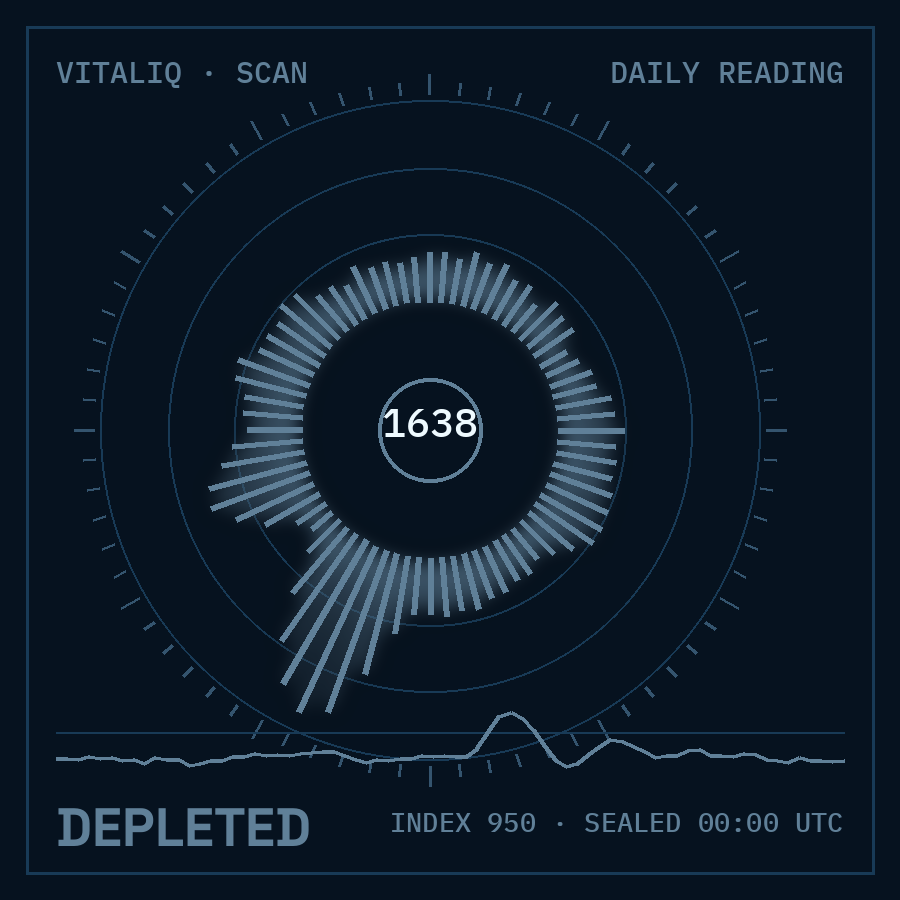 VITALIQ · SCAN
DAILY READING
1638
DEPLETED
INDEX 950 · SEALED 00:00 UTC